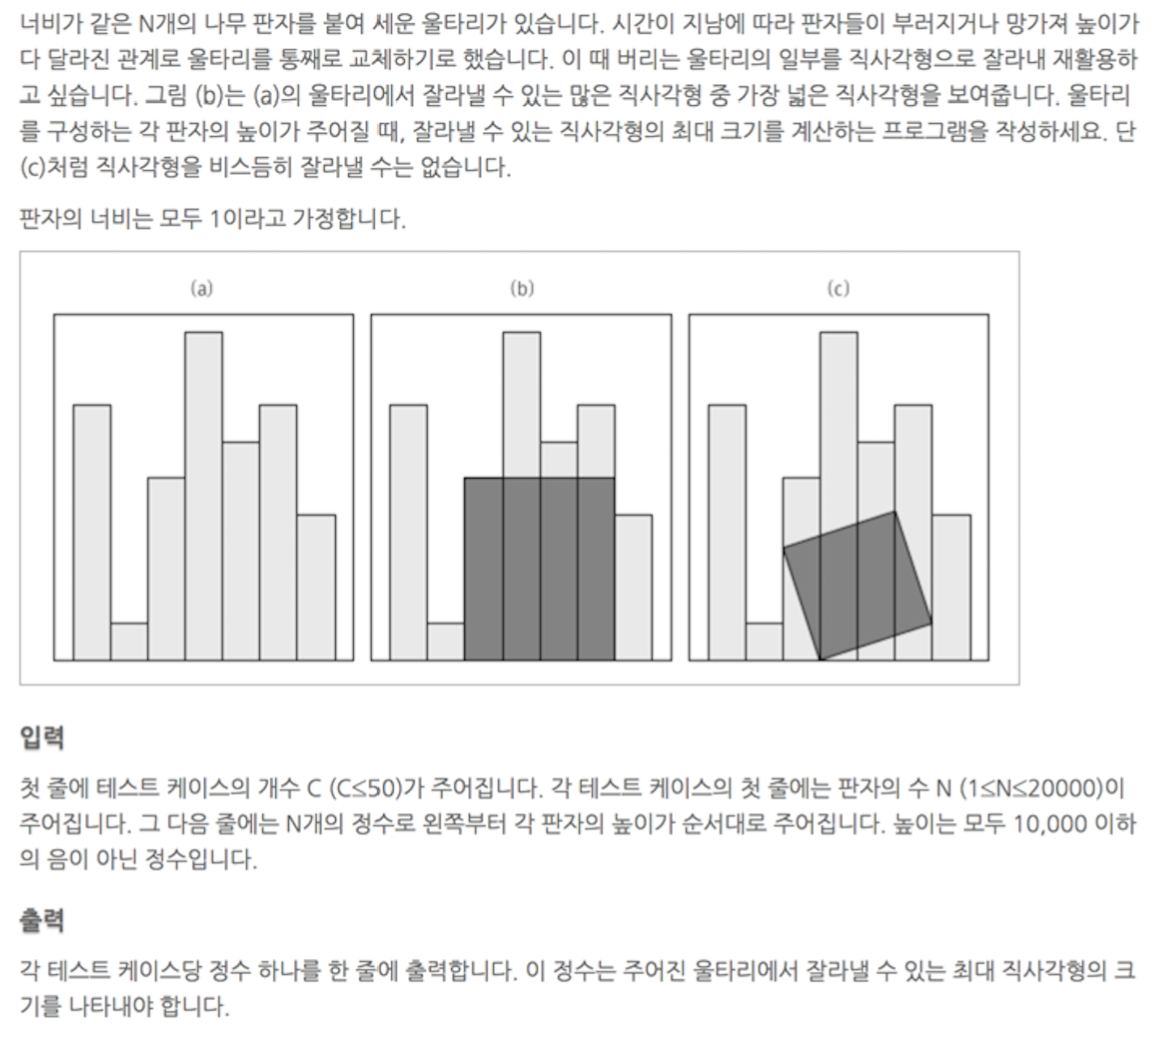 너비가 같은 N개의 나무 판자를 붙여 세운 울타리가 있습니다. 시간이 지남에 따라 판자들이 부러지거나 망가져 높이가
다 달라진 관계로 울타리를 통째로 교체하기로 했습니다. 이 때 버리는 울타리의 일부를 직사각형으로 잘라내 재활용하
고 싶습니다. 그림 (b)는 (a)의 울타리에서 잘라낼 수 있는 많은 직사각형 중 가장 넓은 직사각형을 보여줍니다. 울타리
를 구성하는 각 판자의 높이가 주어질 때, 잘라낼 수 있는 직사각형의 최대 크기를 계산하는 프로그램을 작성하세요. 단
(c)처럼 직사각형을 비스듬히 잘라낼 수는 없습니다.
판자의 너비는 모두 1이라고 가정합니다.
(a) (b) (c)
입력
첫 줄에 테스트 케이스의 개수 C (C≤50)가 주어집니다. 각 테스트 케이스의 첫 줄에는 판자의 수 N (1≤N≤20000)이
주어집니다. 그 다음 줄에는 N개의 정수로 왼쪽부터 각 판자의 높이가 순서대로 주어집니다. 높이는 모두 10,000 이하
의 음이 아닌 정수입니다.
출력
각 테스트 케이스당 정수 하나를 한 줄에 출력합니다. 이 정수는 주어진 울타리에서 잘라낼 수 있는 최대 직사각형의 크
기를 나타내야 합니다.